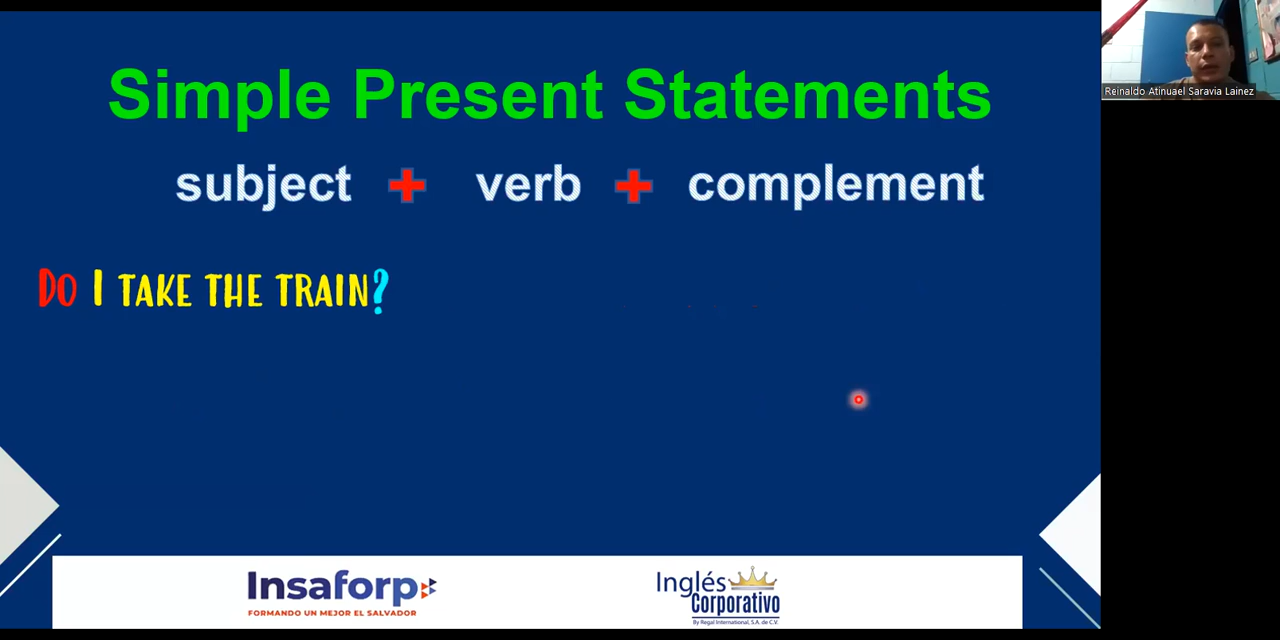 Simple Present Statements
subject + verb + complement
DO I TAKE THE TRAIN?
Reinaldo Atinuael Saravia Lainez
Insaforp
FORMANDO UN MEJOR EL SALVADOR
Inglés
Corporativo
By Regal International, S.A. de C.V.